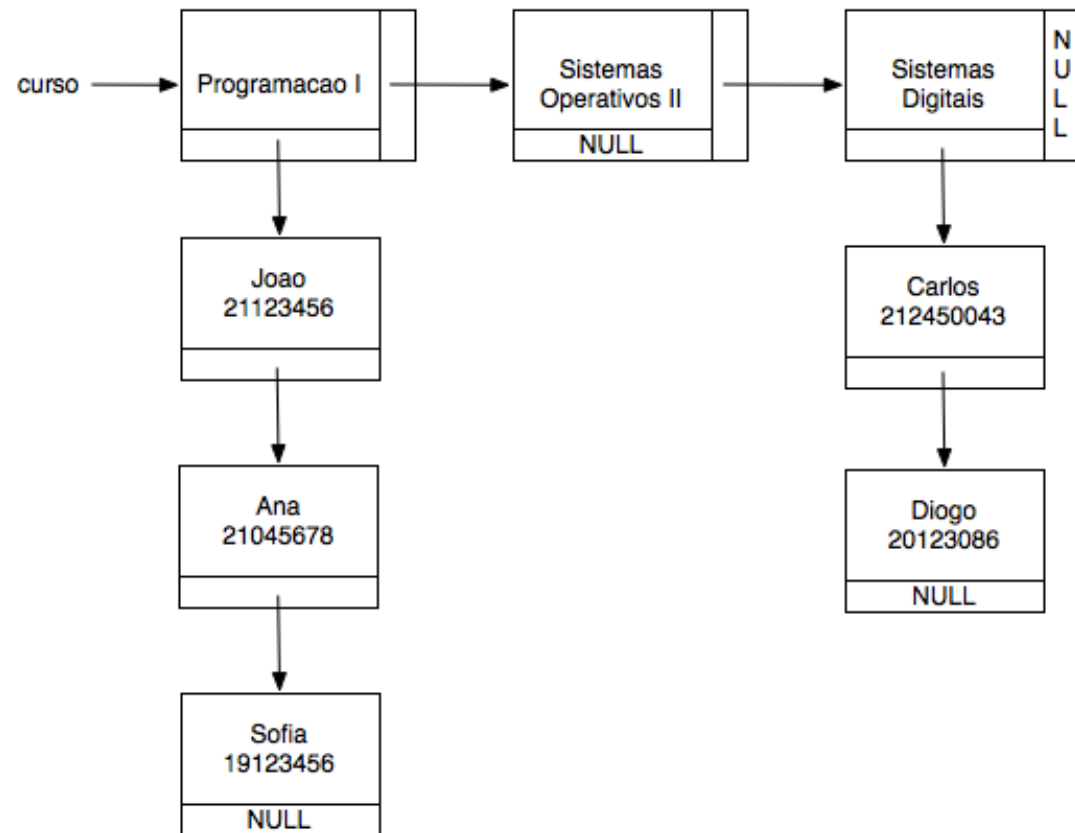 curso
Programacao I
Sistemas
Operativos II
NULL
Sistemas
Digitais
NULL
Joao
21123456
Ana
21045678
Sofia
19123456
NULL
Carlos
212450043
Diogo
20123086
NULL